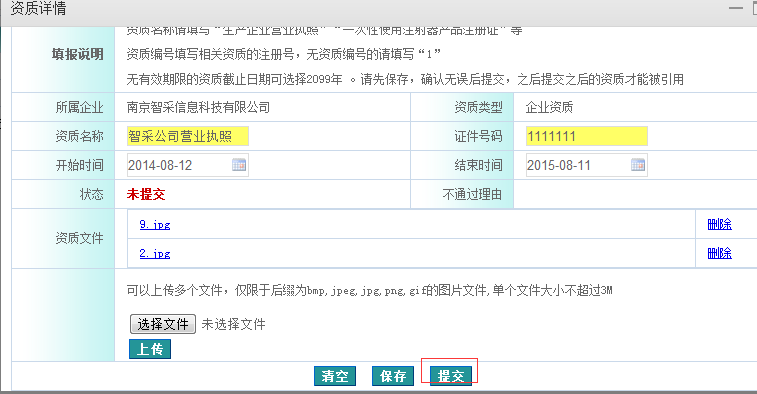 资质详情
资质名称请填写“生产企业营业执照”“一次性使用注射器产品注册证”等
填报说明
资质编号填写相关资质的注册号，无资质编号的请填写“1”
无有效期限的资质截止日期可选择2099年 。请先保存，确认无误后提交，之后提交之后的资质才能被引用
所属企业 南京智采信息科技有限公司 资质类型 企业资质
资质名称 智采公司营业执照 证件号码 1111111
开始时间 2014-08-12 结束时间 2015-08-11
状态 未提交 不通过理由
资质文件
9.jpg 删除
2.jpg 删除
可以上传多个文件，仅限于后缀为bmp,jpeg,jpg,png,gif的图片文件,单个文件大小不超过3M
选择文件 未选择文件
上传
清空 保存 提交